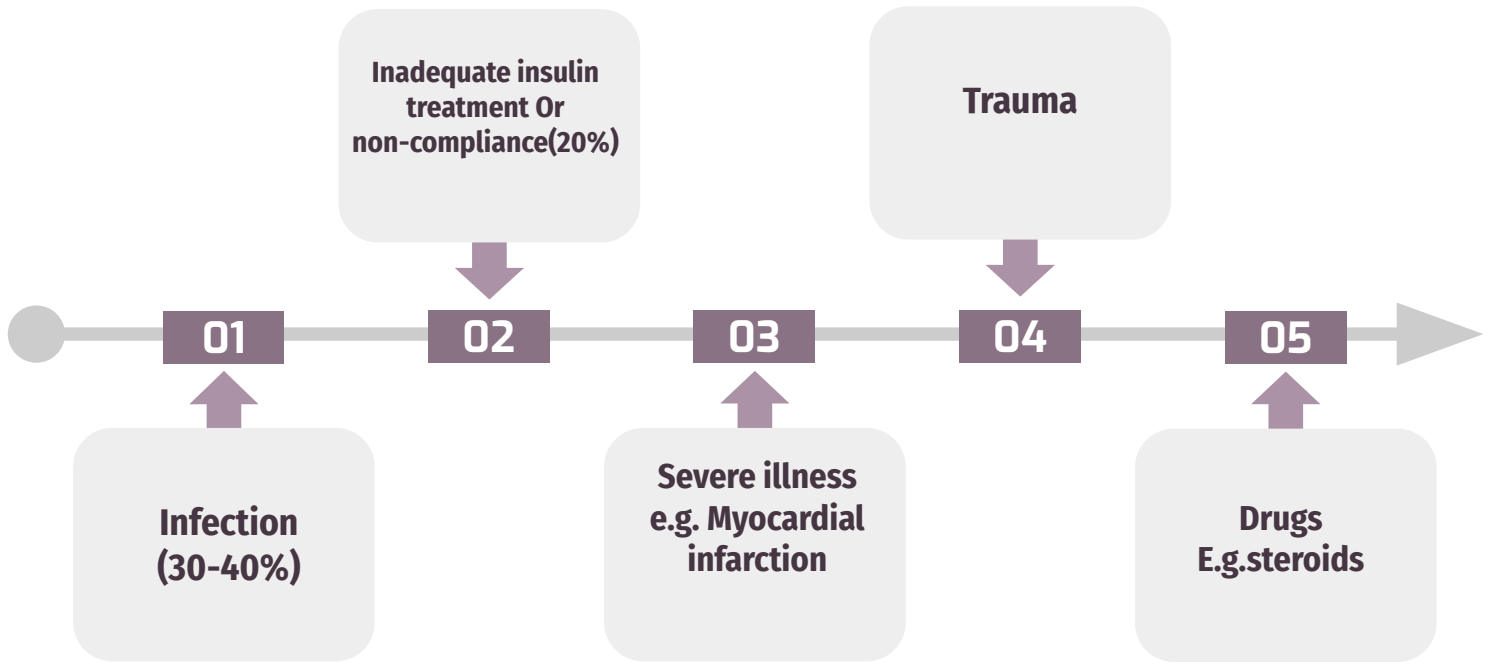 01
Infection
(30-40%)
02
Inadequate insulin
treatment Or
non-compliance(20%)
03
Severe illness
e.g. Myocardial
infarction
04
Trauma
05
Drugs
E.g.steroids